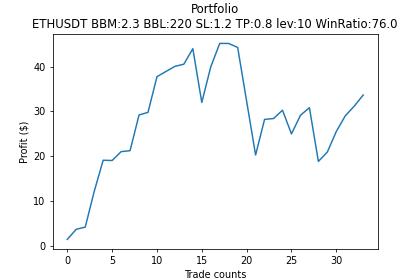 Portfolio
ETHUSDT BBM:2.3 BBL:220 SL:1.2 TP:0.8 lev:10 WinRatio:76.0
Profit ($)
40
30
20
10
0
0 5 10 15 20 25 30
Trade counts